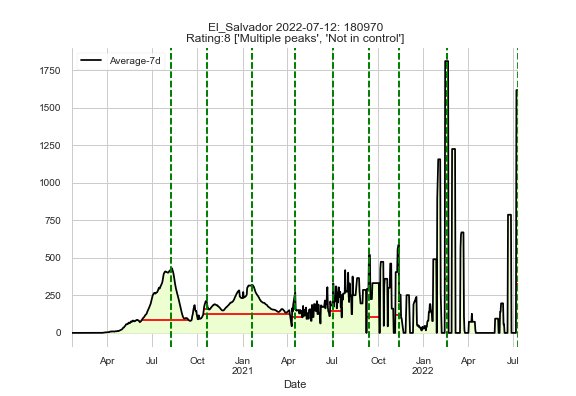 El_Salvador 2022-07-12: 180970
Rating:8 ['Multiple peaks', 'Not in control']
Average-7d
1750
1500
1250
1000
750
500
250
0
Apr Jul Oct Jan Apr Jul Oct Jan Apr Jul
2021 2022
Date